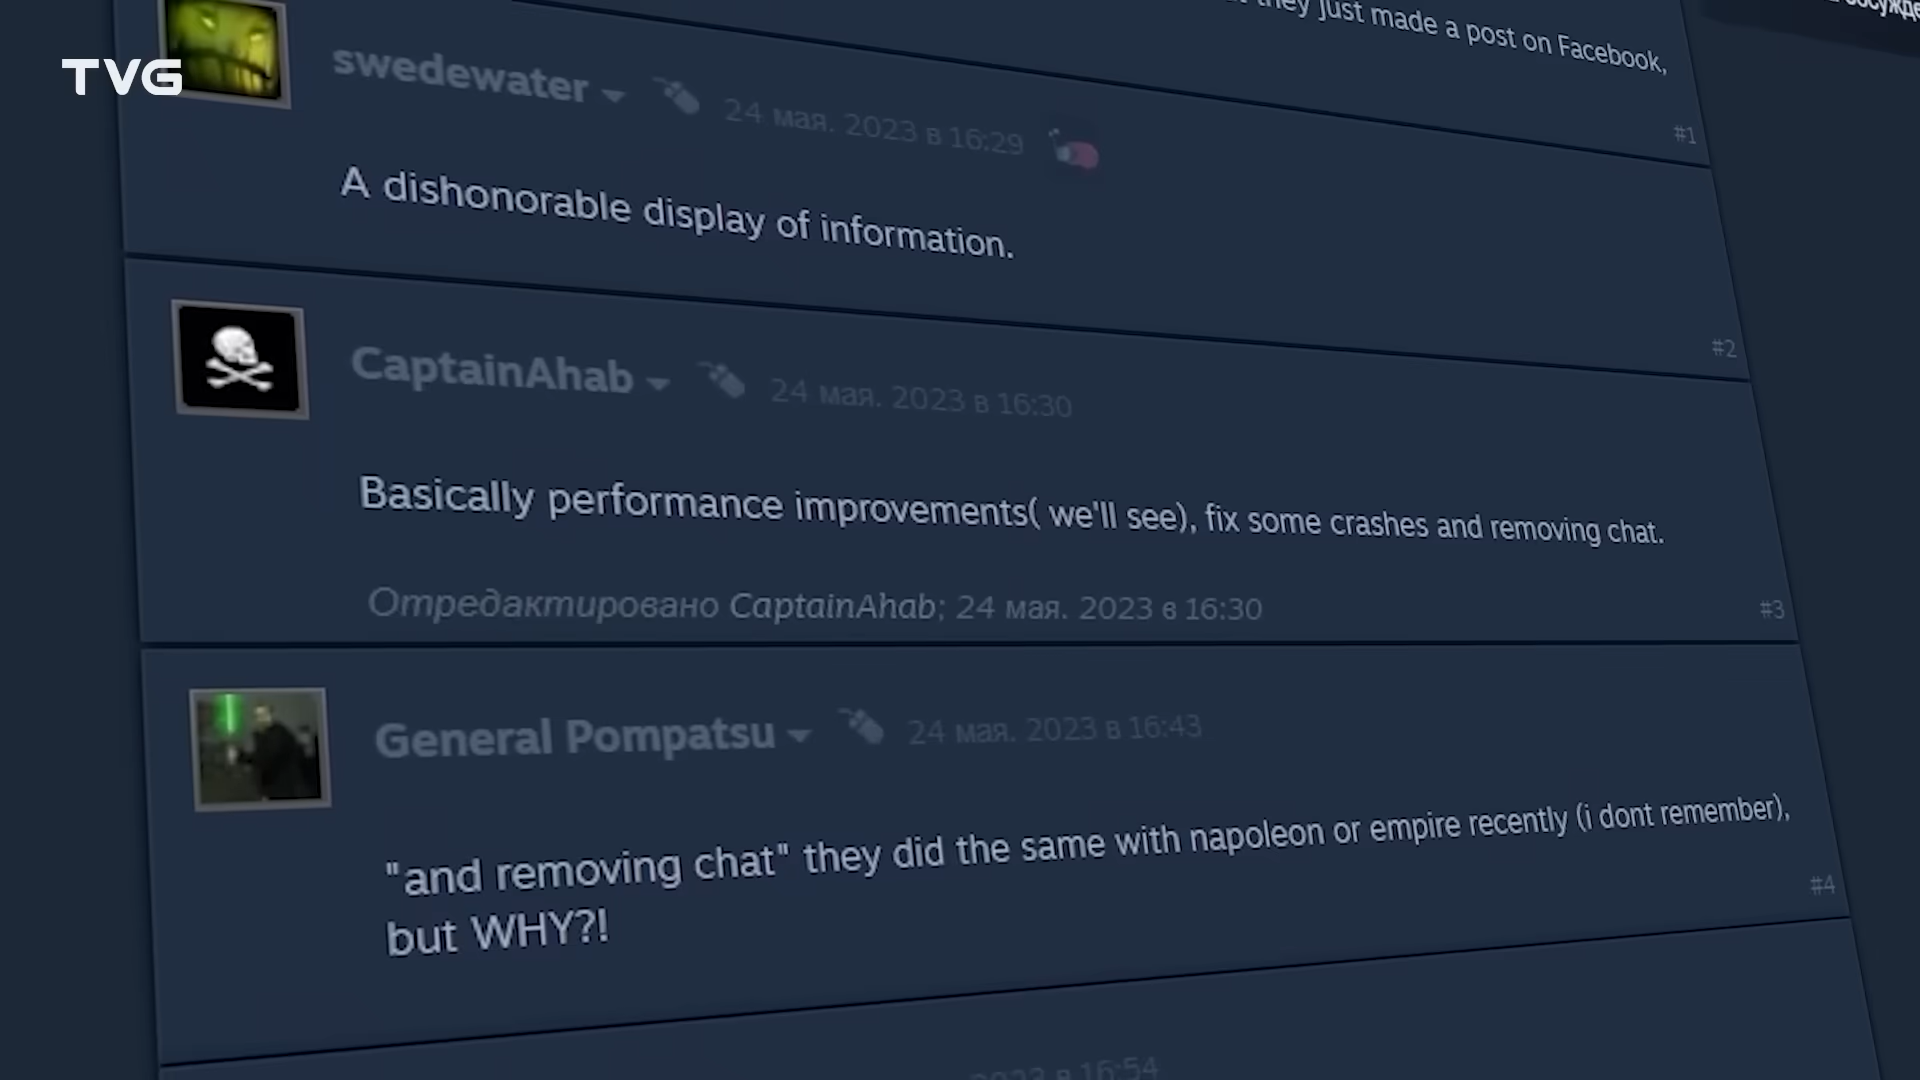 they just made a post on Facebook,
#1
TVG
swedewater
24 мая. 2023 в 16:29
A dishonorable display of information.
#2
CaptainAhab
24 мая. 2023 в 16:30
Basically performance improvements( we'll see), fix some crashes and removing chat.
Отредактировано CaptainAhab; 24 мая. 2023 в 16:30
#3
General Pompatsu
24 мая. 2023 в 16:43
"and removing chat" they did the same with napoleon or empire recently (i dont remember),
but WHY?!
#4
2023 в 16:54